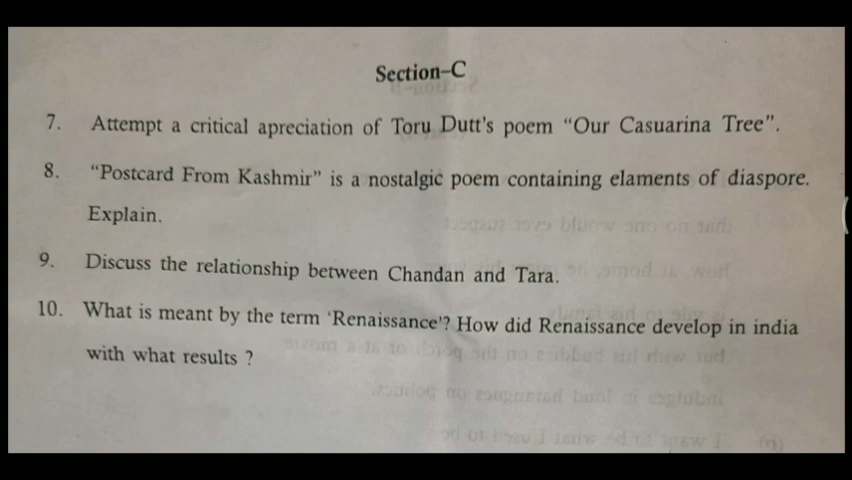 Section-C
7. Attempt a critical apreciation of Toru Dutt's poem "Our Casuarina Tree".
8. "Postcard From Kashmir" is a nostalgic poem containing elaments of diaspore.
Explain.
9. Discuss the relationship between Chandan and Tara.
10. What is meant by the term 'Renaissance'? How did Renaissance develop in india
with what results ?